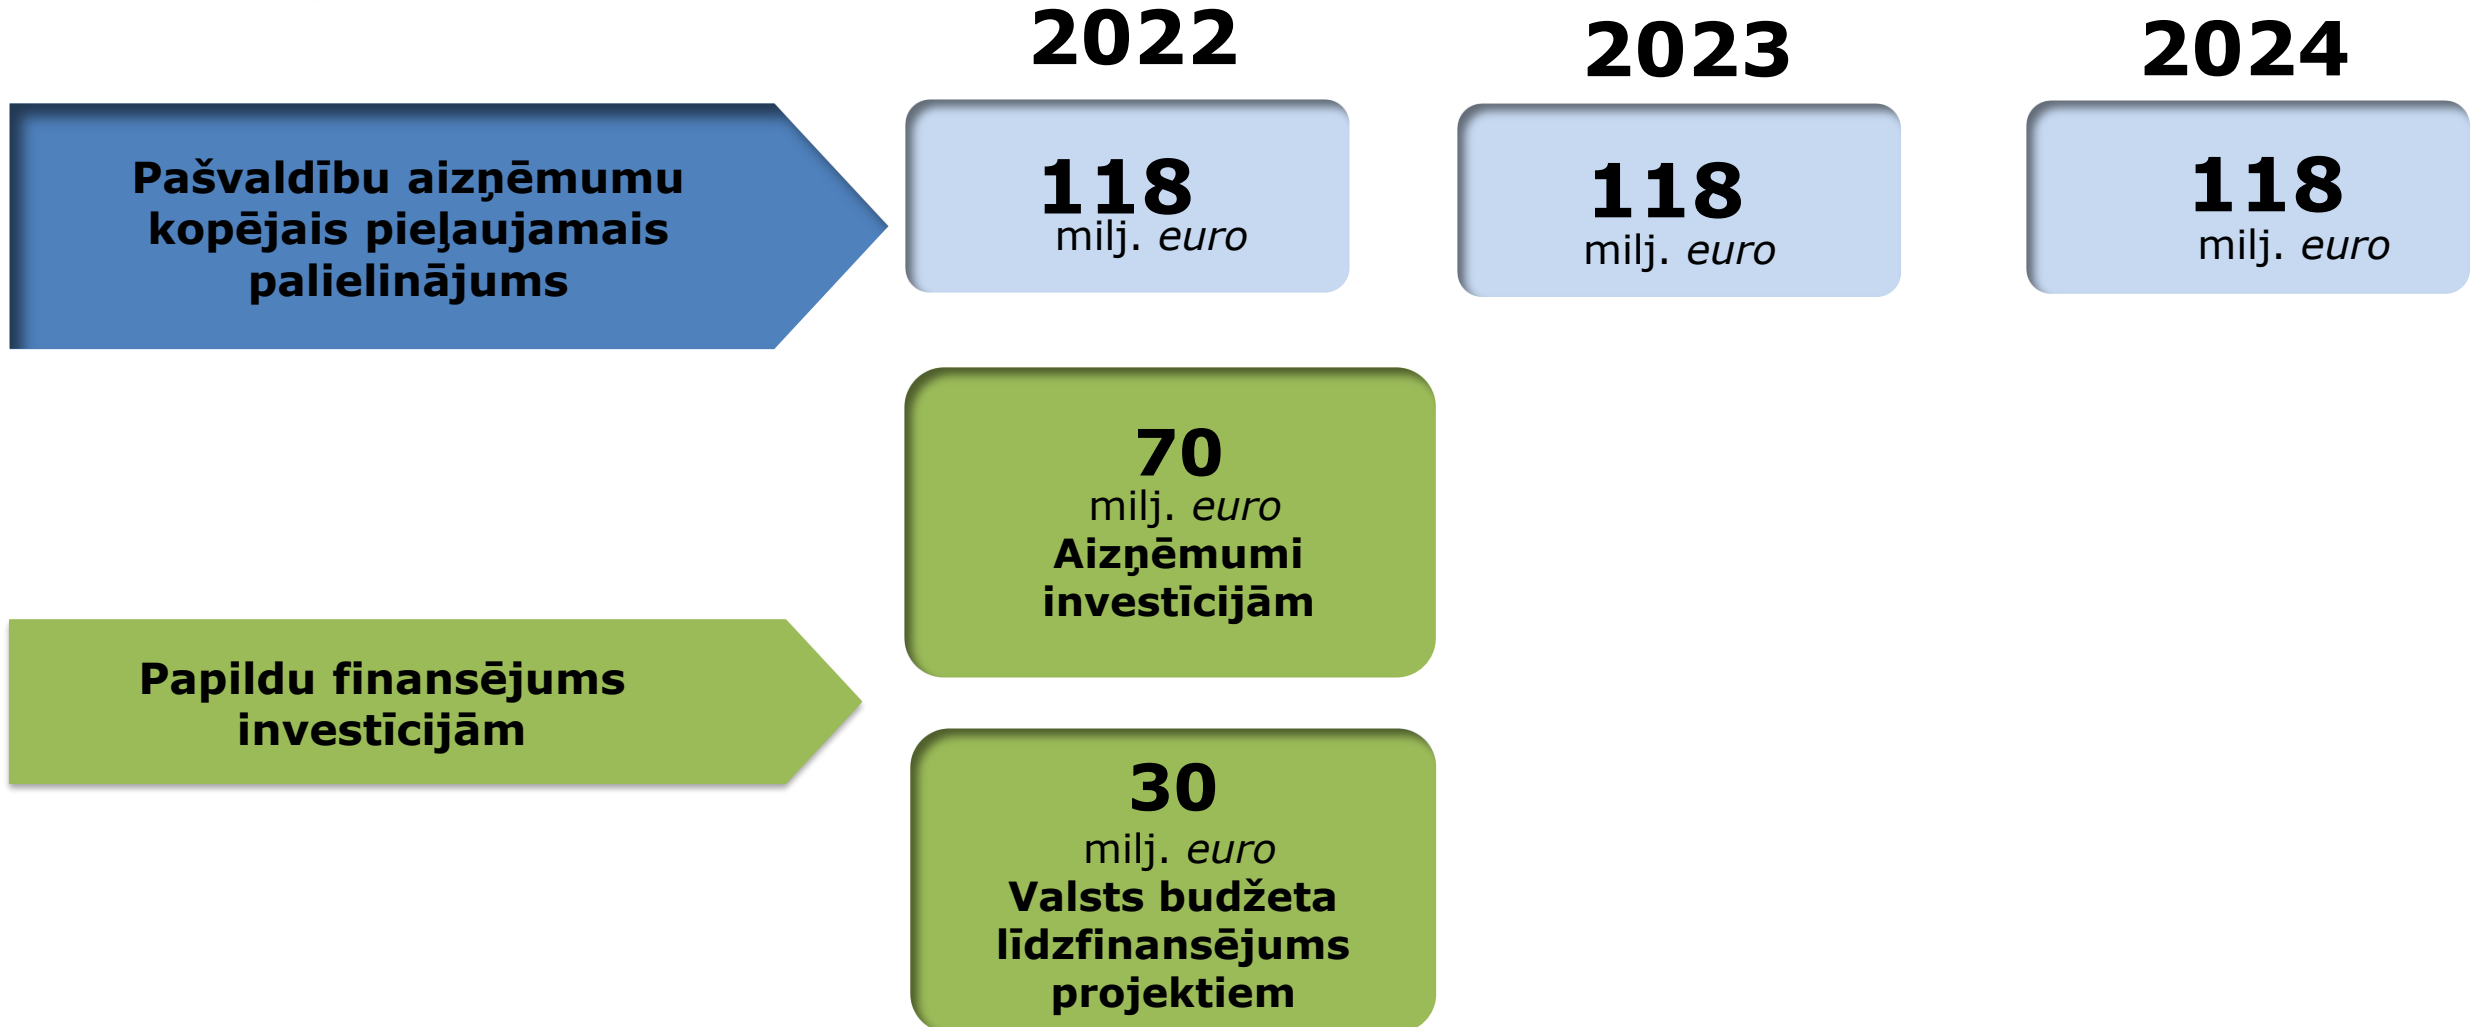 2022
2023
2024
Pašvaldību aizņēmumu
kopējais pieļaujamais
palielinājums
118
milj. euro
118
milj. euro
118
milj. euro
Papildu finansējums
investīcijām
70
milj. euro
Aizņēmumi
investīcijām
30
milj. euro
Valsts budžeta
līdzfinansējums
projektiem